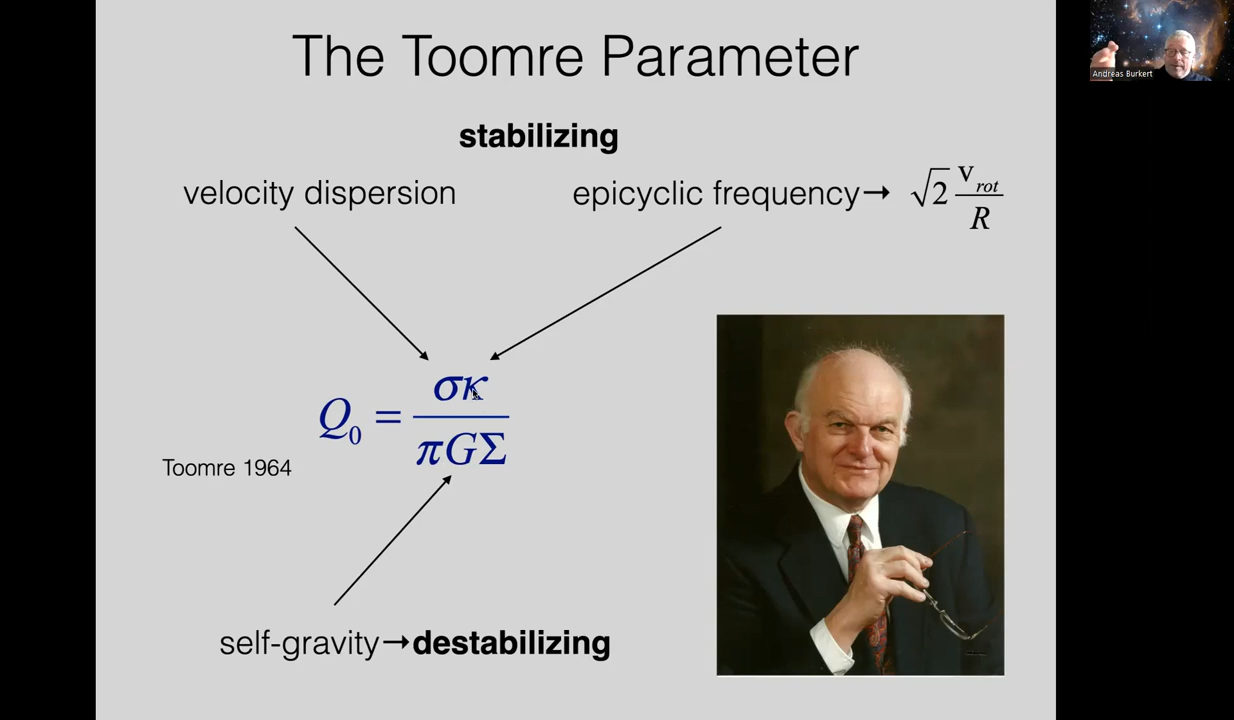 The Toomre Parameter
Andreas Burkert
stabilizing
velocity dispersion
epicyclic frequency→ √2 v_rot / R
Q₀ = σκ / πGΣ
Toomre 1964
self-gravity→destabilizing